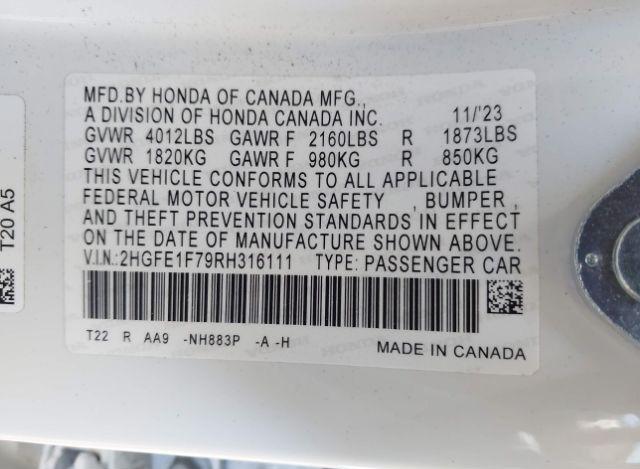 MFD.BY HONDA OF CANADA MFG.,
A DIVISION OF HONDA CANADA INC. 11/'23
GVWR 4012LBS GAWR F 2160LBS R 1873LBS
GVWR 1820KG GAWR F 980KG R 850KG
THIS VEHICLE CONFORMS TO ALL APPLICABLE
FEDERAL MOTOR VEHICLE SAFETY , BUMPER ,
AND THEFT PREVENTION STANDARDS IN EFFECT
ON THE DATE OF MANUFACTURE SHOWN ABOVE.
V.I.N.:2HGFE1F79RH316111 TYPE: PASSENGER CAR
T22 R AA9 -NH883P -A -H
MADE IN CANADA
T20 A5